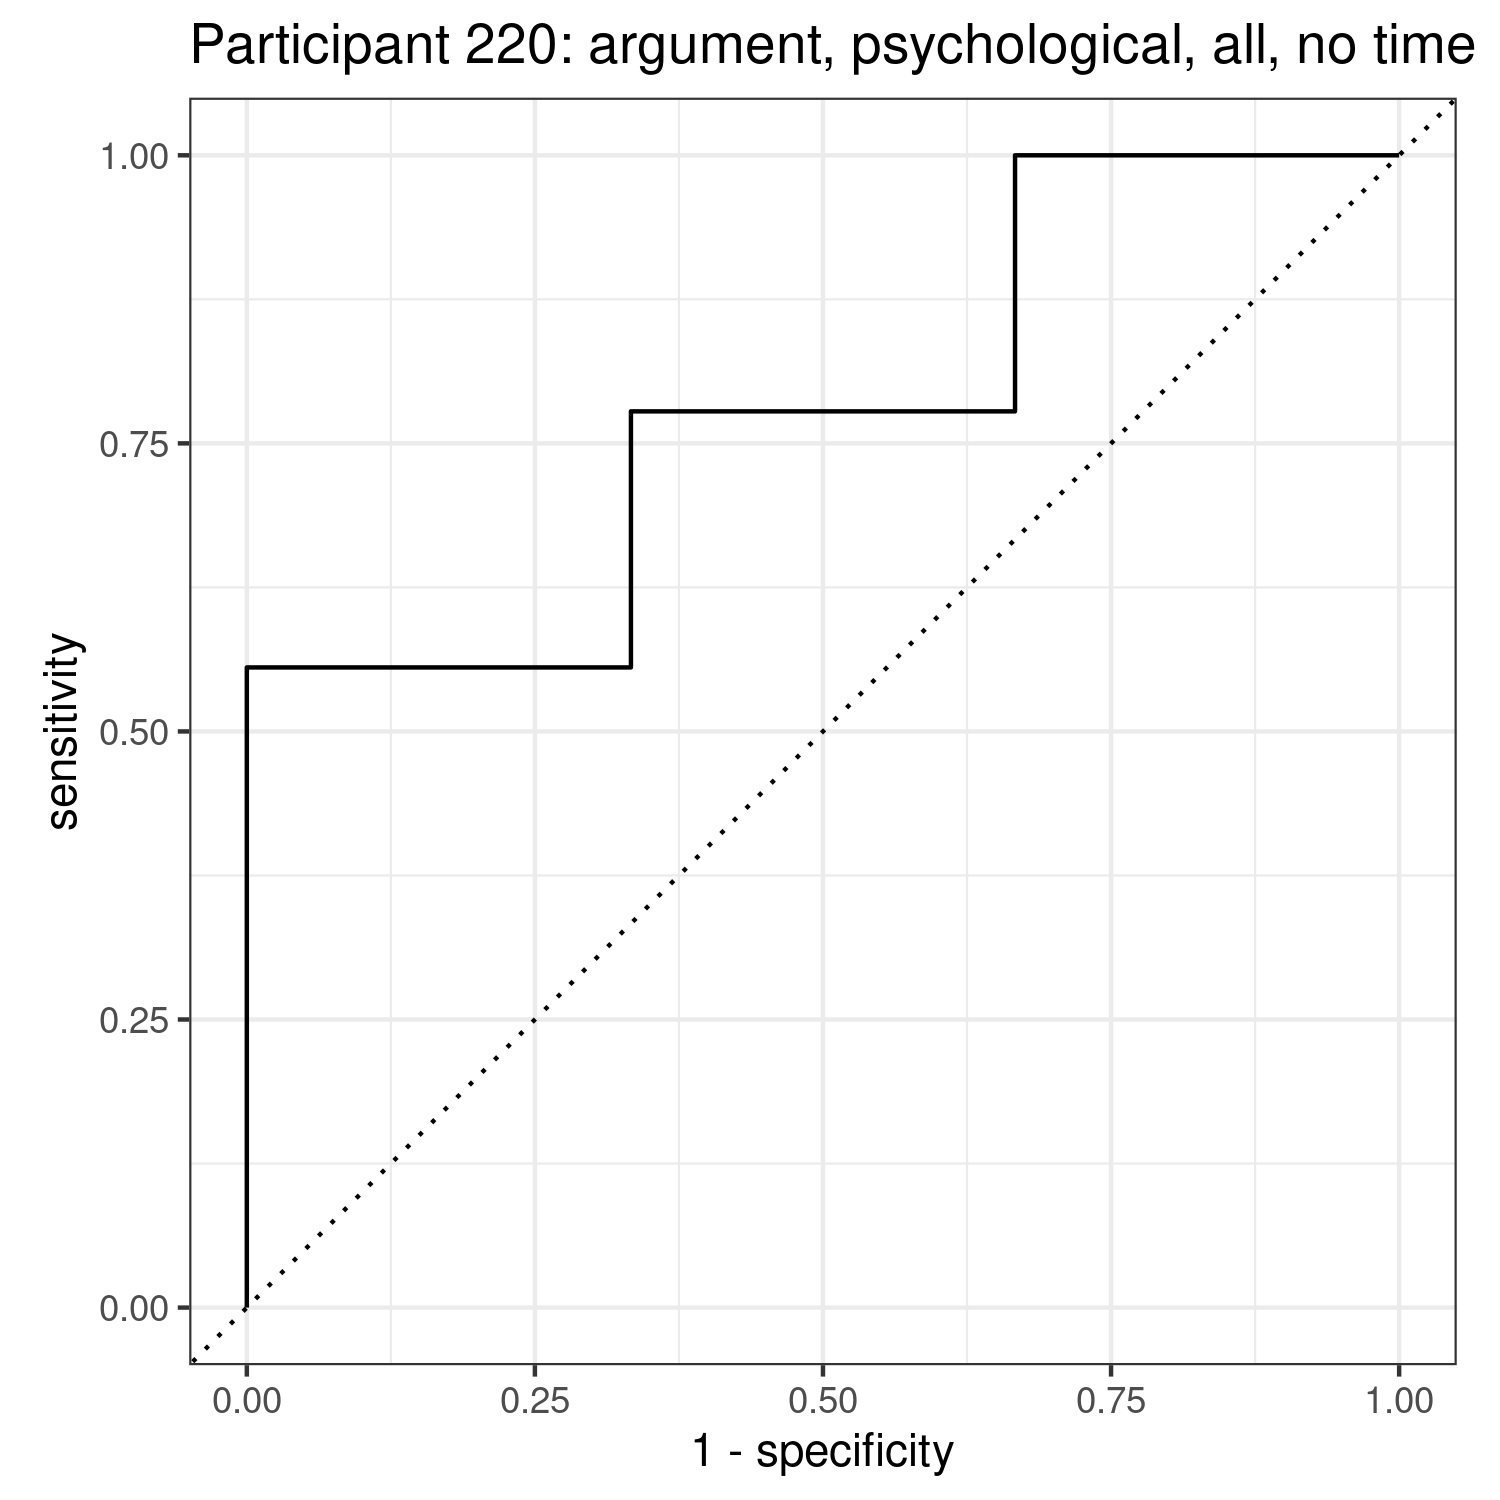 Participant 220: argument, psychological, all, no time
1.00
0.75
0.50
0.25
0.00
sensitivity
0.00 0.25 0.50 0.75 1.00
1 - specificity